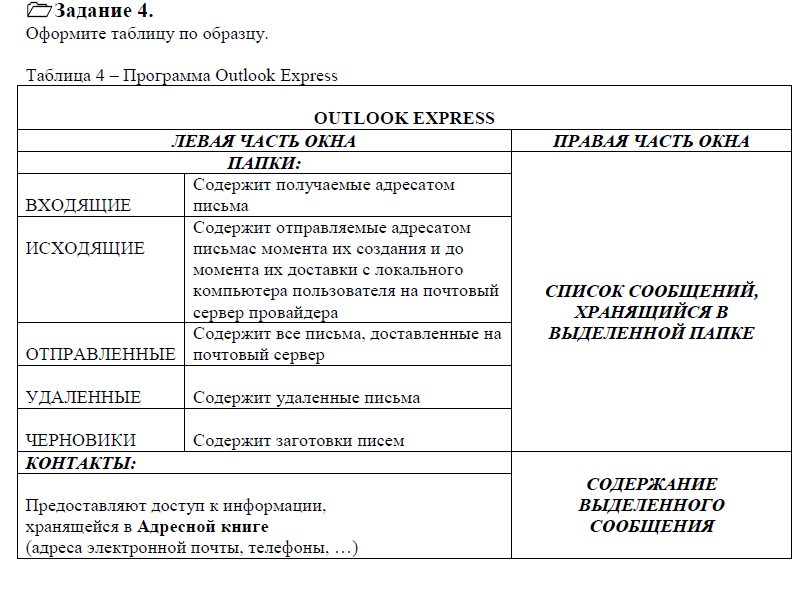 Задание 4.
Оформите таблицу по образцу.
Таблица 4 – Программа Outlook Express
OUTLOOK EXPRESS
ЛЕВАЯ ЧАСТЬ ОКНА
ПРАВАЯ ЧАСТЬ ОКНА
ПАПКИ:
ВХОДЯЩИЕ
Содержит получаемые адресатом
письма
ИСХОДЯЩИЕ
Содержит отправляемые адресатом
письмас момента их создания и до
момента их доставки с локального
компьютера пользователя на почтовый
сервер провайдера
ОТПРАВЛЕННЫЕ
Содержит все письма, доставленные на
почтовый сервер
УДАЛЕННЫЕ
Содержит удаленные письма
ЧЕРНОВИКИ
Содержит заготовки писем
СПИСОК СООБЩЕНИЙ,
ХРАНЯЩИЙСЯ В
ВЫДЕЛЕННОЙ ПАПКЕ
КОНТАКТЫ:
Предоставляют доступ к информации,
хранящейся в Адресной книге
(адреса электронной почты, телефоны, …)
СОДЕРЖАНИЕ
ВЫДЕЛЕННОГО
СООБЩЕНИЯ